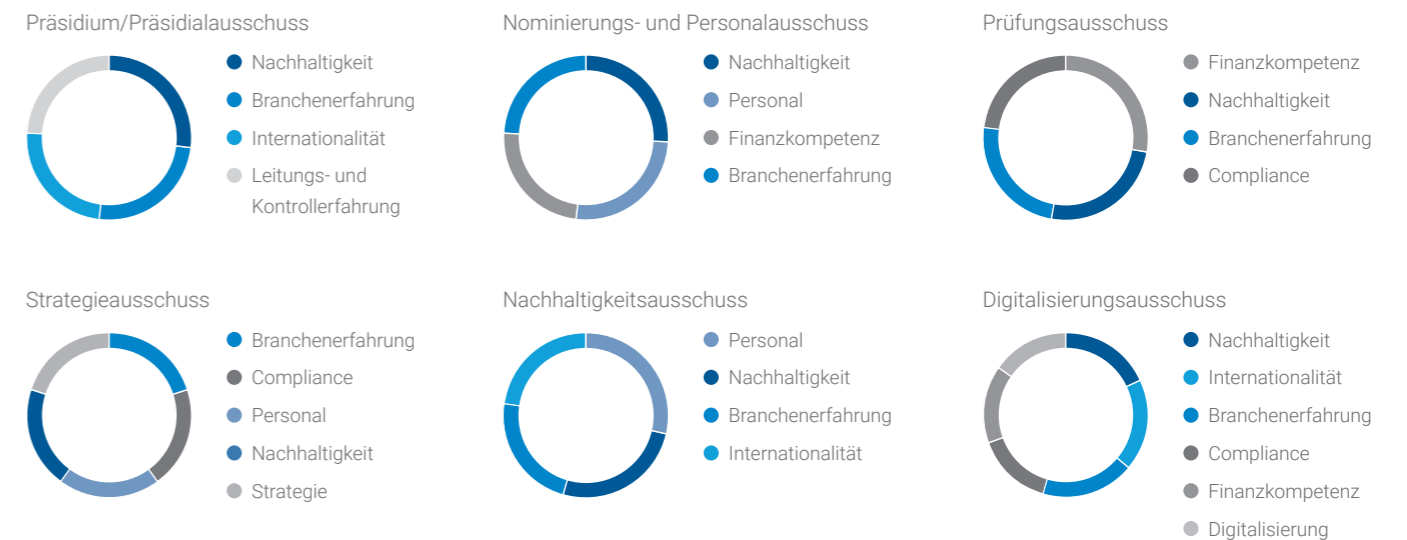 Präsidium/Präsidialausschuss
Nachhaltigkeit
Branchenerfahrung
Internationalität
Leitungs- und
Kontrollerfahrung
Nominierungs- und Personalausschuss
Nachhaltigkeit
Personal
Finanzkompetenz
Branchenerfahrung
Prüfungsausschuss
Finanzkompetenz
Nachhaltigkeit
Branchenerfahrung
Compliance
Strategieausschuss
Branchenerfahrung
Compliance
Personal
Nachhaltigkeit
Strategie
Nachhaltigkeitsausschuss
Personal
Nachhaltigkeit
Branchenerfahrung
Internationalität
Digitalisierungsausschuss
Nachhaltigkeit
Internationalität
Branchenerfahrung
Compliance
Finanzkompetenz
Digitalisierung